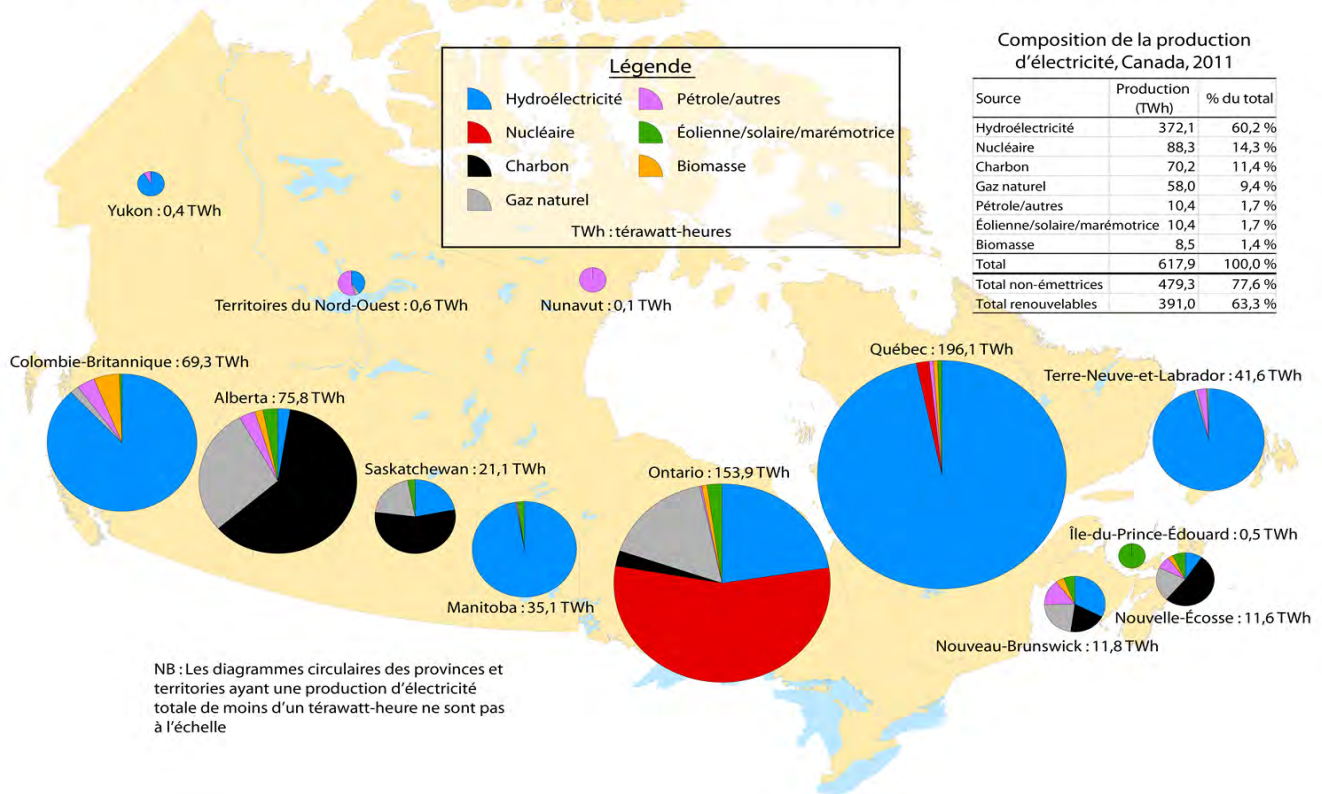 Composition de la production
d'électricité, Canada, 2011
Source Production (TWh) % du total
Hydroélectricité 372,1 60,2 %
Nucléaire 88,3 14,3 %
Charbon 70,2 11,4 %
Gaz naturel 58,0 9,4 %
Pétrole/autres 10,4 1,7 %
Éolienne/solaire/marémotrice 10,4 1,7 %
Biomasse 8,5 1,4 %
Total 617,9 100,0 %
Total non-émettrices 479,3 77,6 %
Total renouvelables 391,0 63,3 %
Légende
Hydroélectricité
Nucléaire
Charbon
Gaz naturel
Pétrole/autres
Éolienne/solaire/marémotrice
Biomasse
TWh : térawatt-heures
Yukon : 0,4 TWh
Territoires du Nord-Ouest : 0,6 TWh
Nunavut : 0,1 TWh
Colombie-Britannique : 69,3 TWh
Alberta : 75,8 TWh
Saskatchewan : 21,1 TWh
Manitoba : 35,1 TWh
Ontario : 153,9 TWh
Québec : 196,1 TWh
Terre-Neuve-et-Labrador : 41,6 TWh
Île-du-Prince-Édouard : 0,5 TWh
Nouvelle-Écosse : 11,6 TWh
Nouveau-Brunswick : 11,8 TWh
NB : Les diagrammes circulaires des provinces et
territories ayant une production d'électricité
totale de moins d'un térawatt-heure ne sont pas
à l'échelle